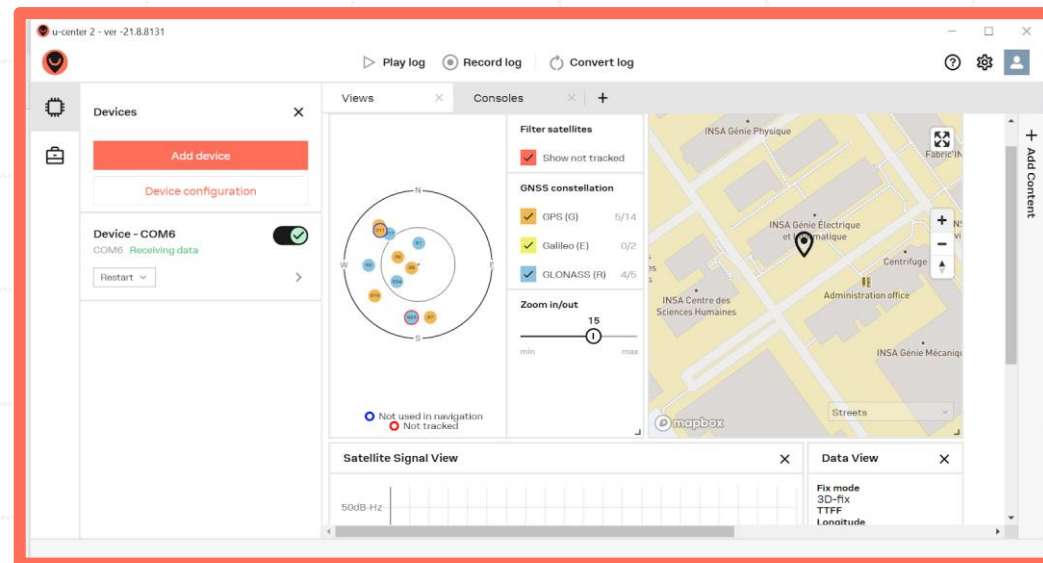 u-center 2 - ver -21.8.8131
Play log
Record log
Convert log
Devices
Add device
Device configuration
Device - COM6
COM6 Receiving data
Restart
Views
Consoles
N
W
S
Not used in navigation
Not tracked
Filter satellites
Show not tracked
GNSS constellation
GPS (G) 5/14
Galileo (E) 0/2
GLONASS (R) 4/5
Zoom in/out
15
min max
INSA Génie Physique
Fabric'IN
INSA Génie Électrique
Centrifuge
Administration office
INSA Centre des
Sciences Humaines
INSA Génie Mécaniqu
Streets
mapbox
Add Content
Satellite Signal View
50dB-Hz
Data View
Fix mode
3D-fix
TTFF
Longitude